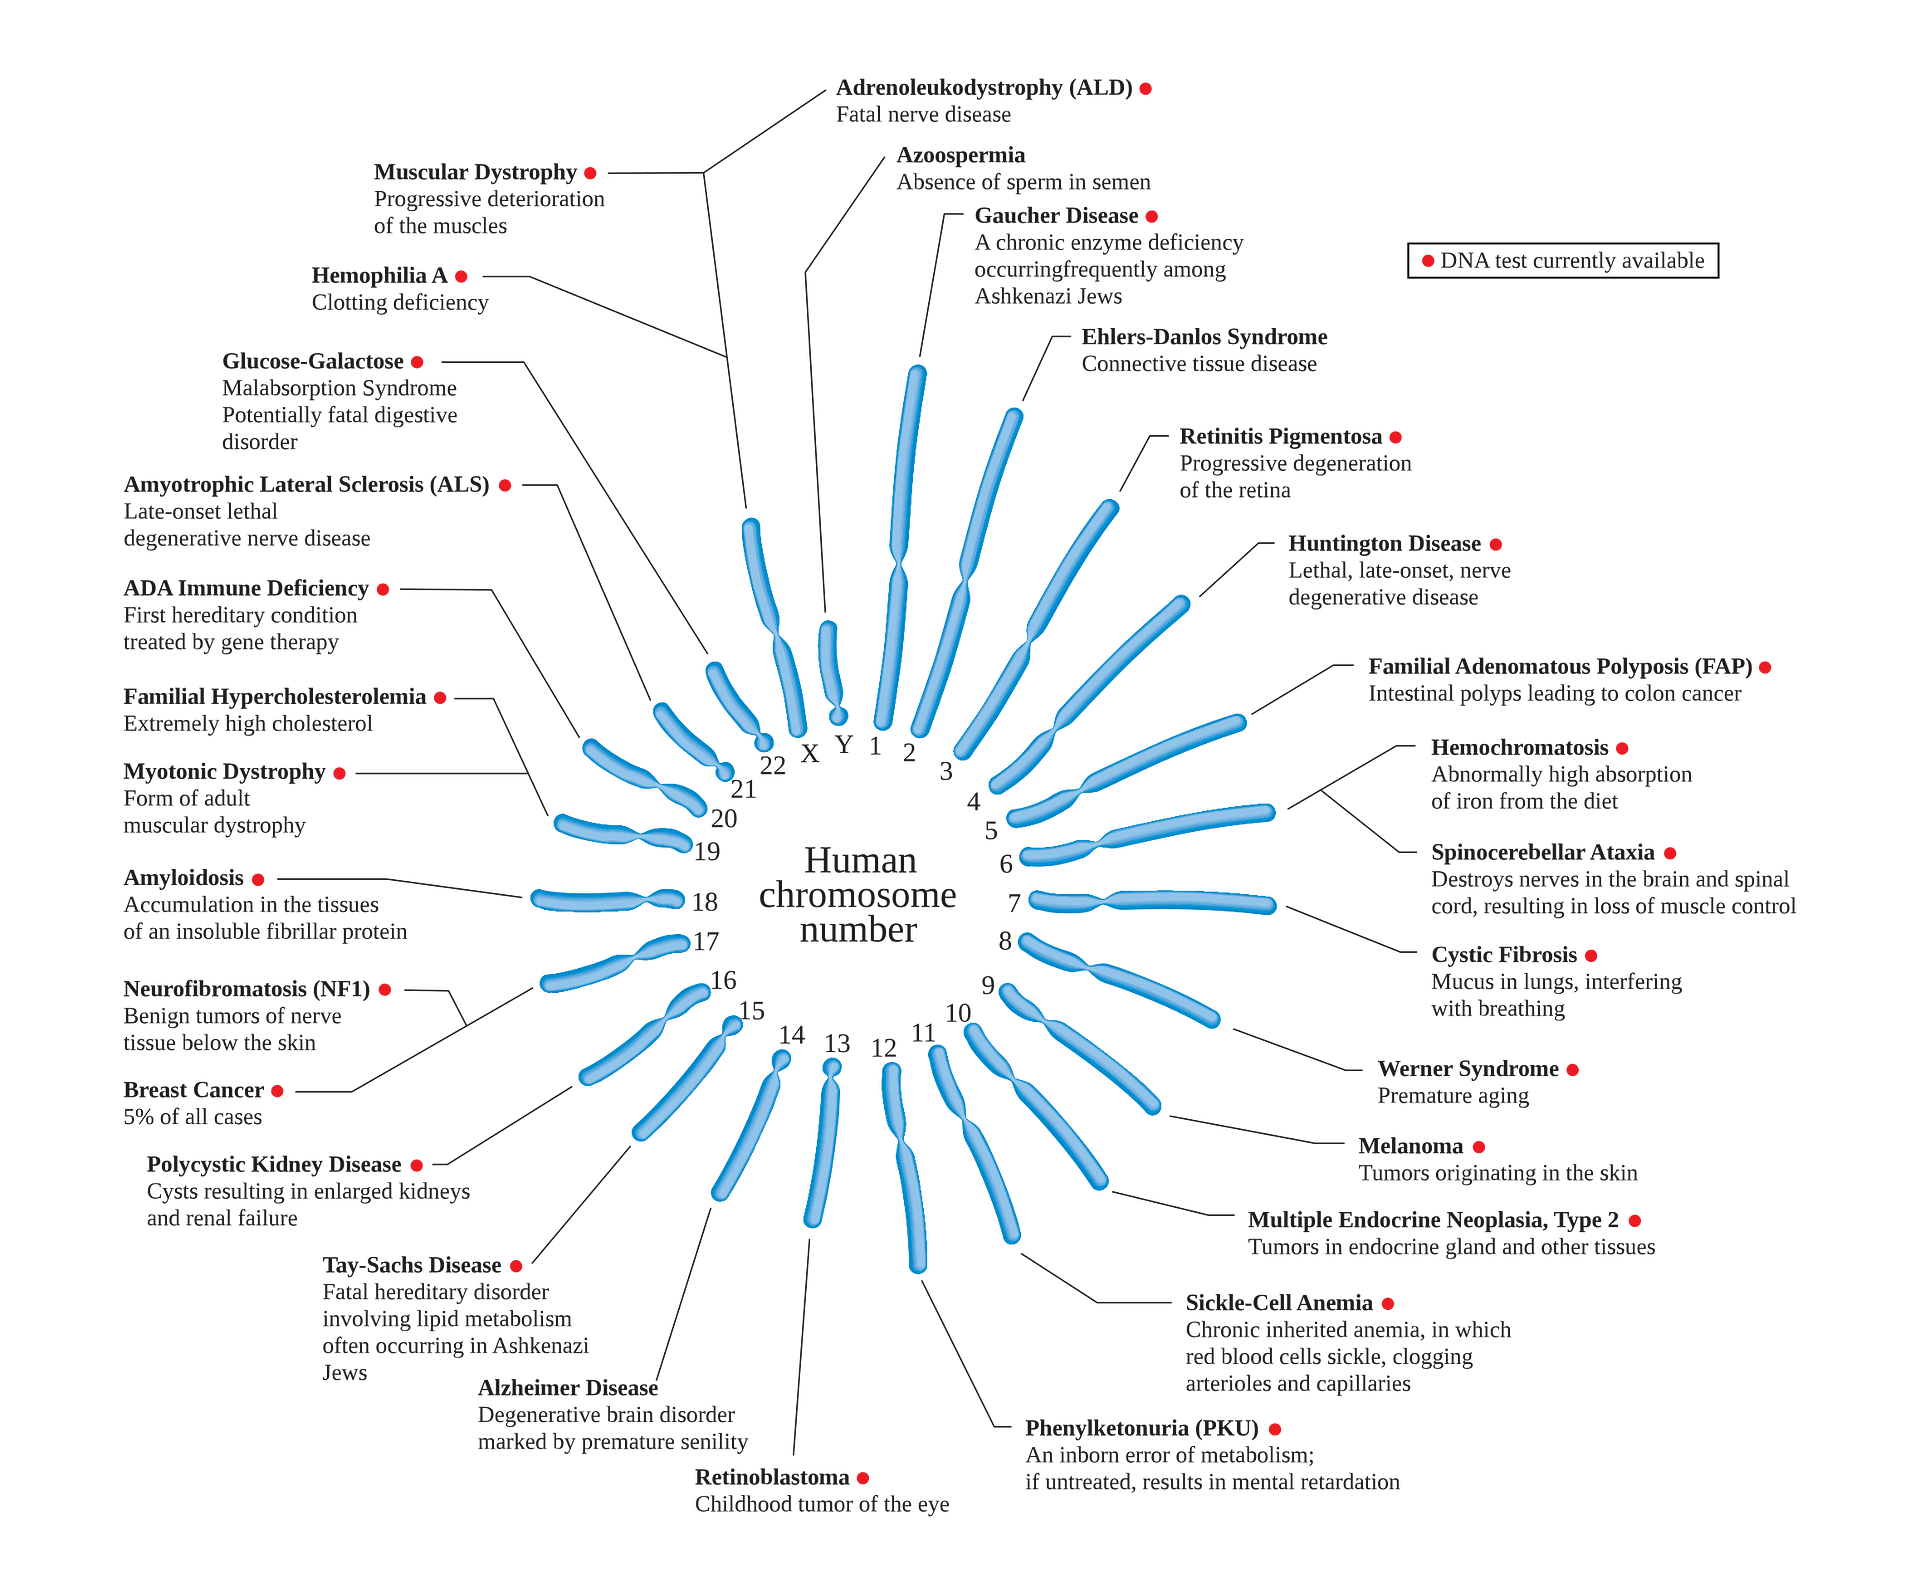 Adrenoleukodystrophy (ALD)
Fatal nerve disease
Azoospermia
Absence of sperm in semen
Gaucher Disease
A chronic enzyme deficiency
occurringfrequently among
Ashkenazi Jews
DNA test currently available
Ehlers-Danlos Syndrome
Connective tissue disease
Retinitis Pigmentosa
Progressive degeneration
of the retina
Huntington Disease
Lethal, late-onset, nerve
degenerative disease
Familial Adenomatous Polyposis (FAP)
Intestinal polyps leading to colon cancer
Hemochromatosis
Abnormally high absorption
of iron from the diet
Spinocerebellar Ataxia
Destroys nerves in the brain and spinal
cord, resulting in loss of muscle control
Cystic Fibrosis
Mucus in lungs, interfering
with breathing
Werner Syndrome
Premature aging
Melanoma
Tumors originating in the skin
Multiple Endocrine Neoplasia, Type 2
Tumors in endocrine gland and other tissues
Sickle-Cell Anemia
Chronic inherited anemia, in which
red blood cells sickle, clogging
arterioles and capillaries
Phenylketonuria (PKU)
An inborn error of metabolism;
if untreated, results in mental retardation
Retinoblastoma
Childhood tumor of the eye
Alzheimer Disease
Degenerative brain disorder
marked by premature senility
Tay-Sachs Disease
Fatal hereditary disorder
involving lipid metabolism
often occurring in Ashkenazi
Jews
Polycystic Kidney Disease
Cysts resulting in enlarged kidneys
and renal failure
Breast Cancer
5% of all cases
Neurofibromatosis (NF1)
Benign tumors of nerve
tissue below the skin
Amyloidosis
Accumulation in the tissues
of an insoluble fibrillar protein
Myotonic Dystrophy
Form of adult
muscular dystrophy
Familial Hypercholesterolemia
Extremely high cholesterol
ADA Immune Deficiency
First hereditary condition
treated by gene therapy
Amyotrophic Lateral Sclerosis (ALS)
Late-onset lethal
degenerative nerve disease
Glucose-Galactose
Malabsorption Syndrome
Potentially fatal digestive
disorder
Hemophilia A
Clotting deficiency
Muscular Dystrophy
Progressive deterioration
of the muscles
Human
chromosome
number
1
2
3
4
5
6
7
8
9
10
11
12
13
14
15
16
17
18
19
20
21
22
X
Y